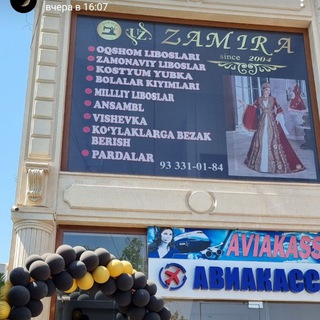 вчера в 16:07
UZ
ZAMIRA
since 2004
OQSHOM LIBOSLARI
ZAMONAVIY LIBOSLAR
KOSTYUM YUBKA
BOLALAR KIYIMLARI
MILLIY LIBOSLAR
ANSAMBL
VISHEVKA
KO'YLAKLARGA BEZAK
BERISH
PARDALAR
93 331-01-84
AVIAKASS
АВИАКАСС